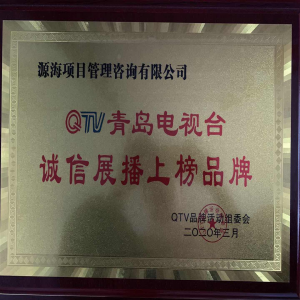 源海项目管理咨询有限公司
QTV青岛电视台
诚信展播上榜品牌
QTV品牌活动组委会
二〇二〇年三月